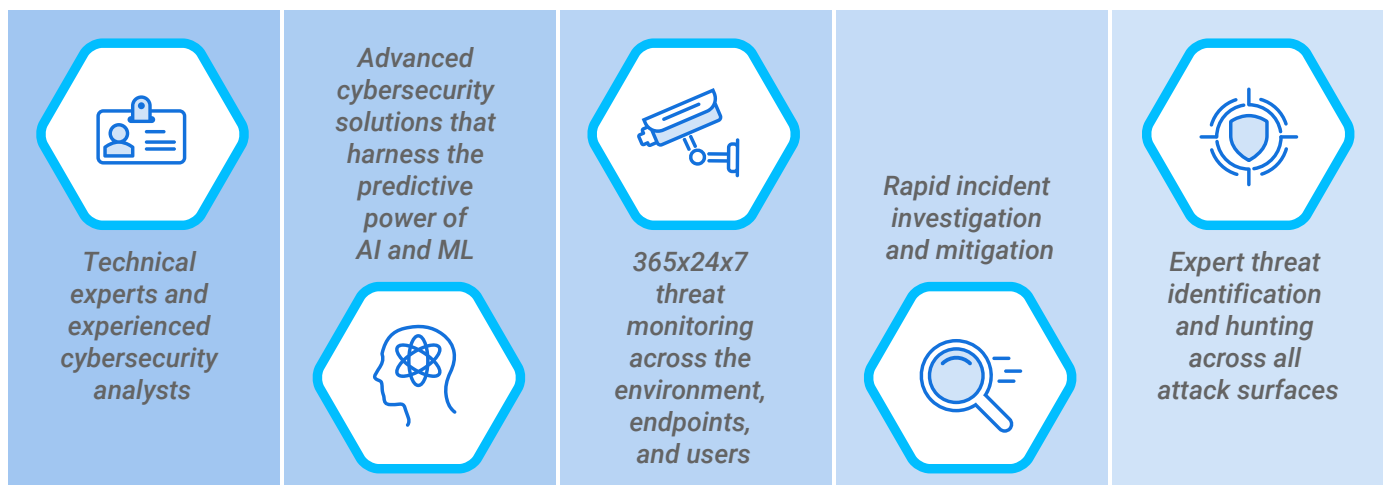 Technical
experts and
experienced
cybersecurity
analysts
Advanced
cybersecurity
solutions that
harness the
predictive
power of
AI and ML
365x24x7
threat
monitoring
across the
environment,
endpoints,
and users
Rapid incident
investigation
and mitigation
Expert threat
identification
and hunting
across all
attack surfaces